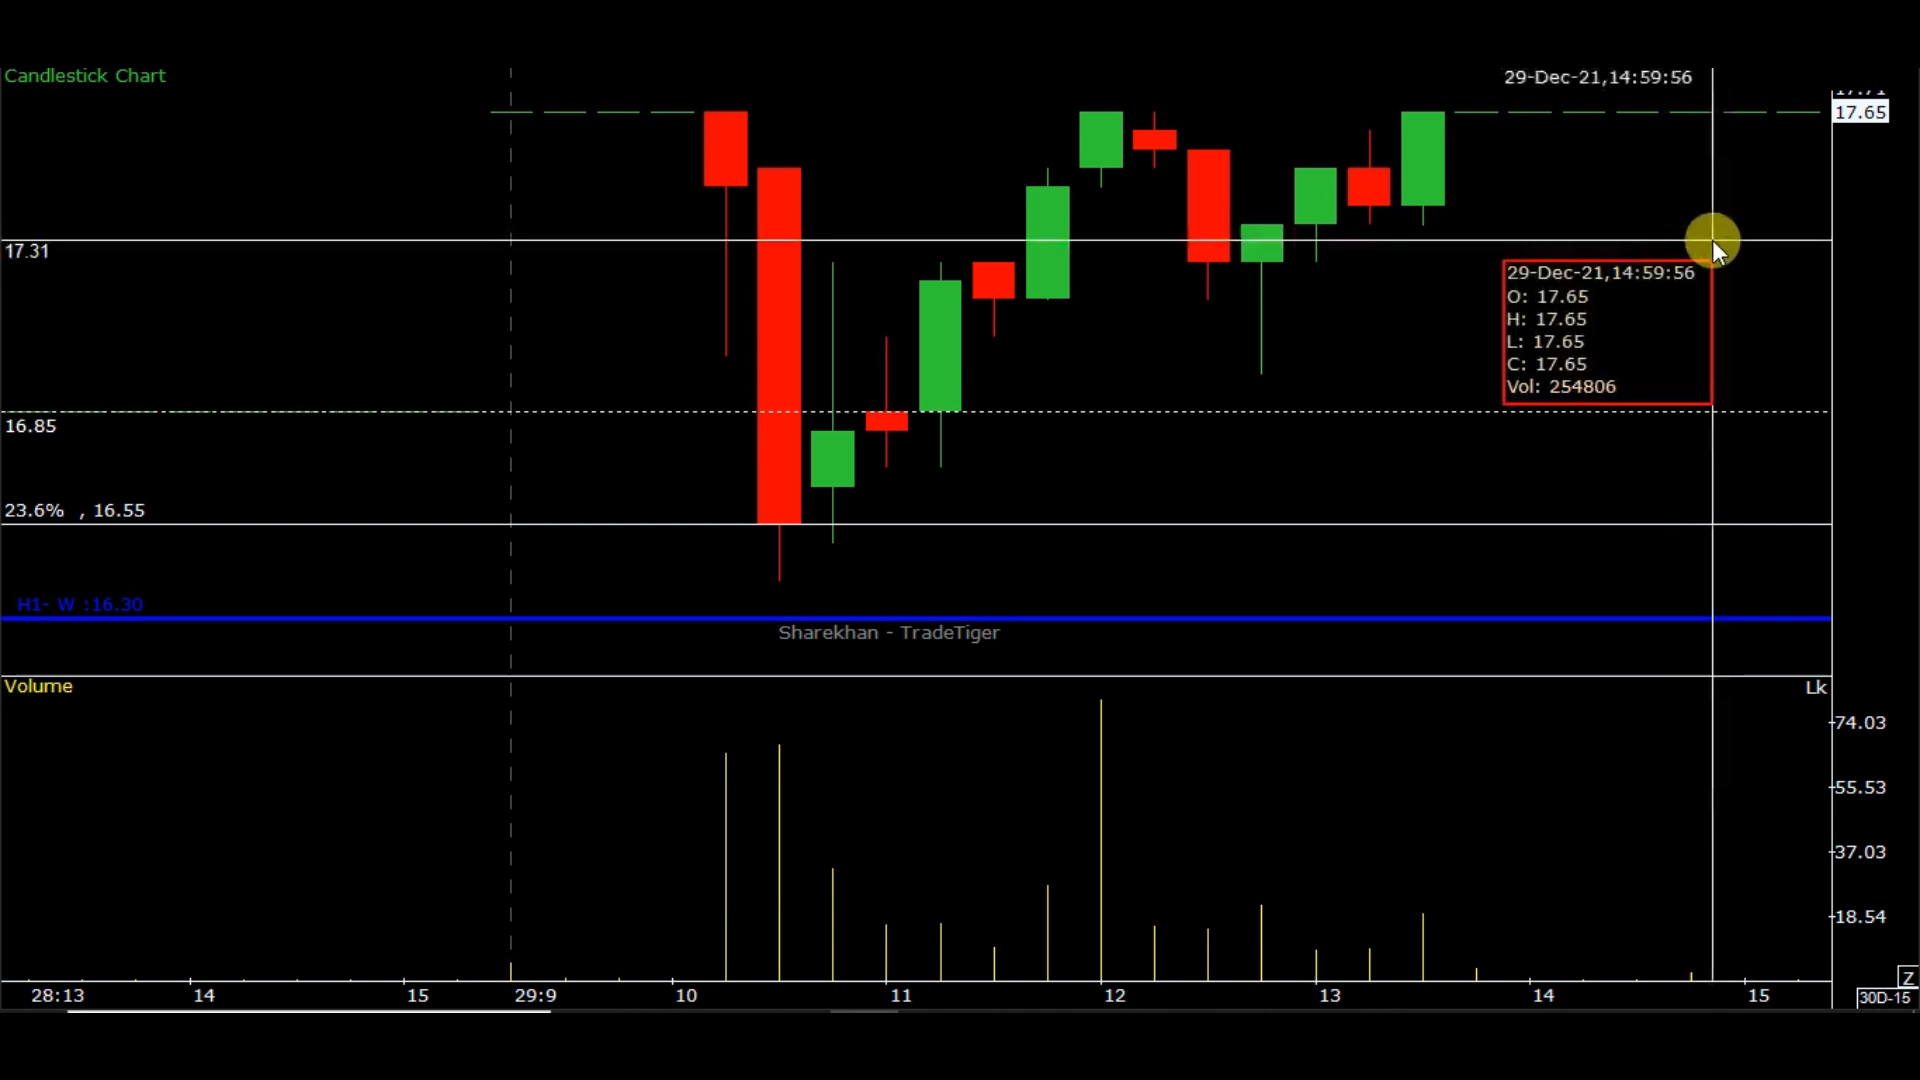 Candlestick Chart
29-Dec-21,14:59:56
17.65
17.31
29-Dec-21,14:59:56
O: 17.65
H: 17.65
L: 17.65
C: 17.65
Vol: 254806
16.85
23.6% , 16.55
H1- W :16.30
Sharekhan - TradeTiger
Volume
Lk
74.03
55.53
37.03
18.54
Z
28:13 14 15 29:9 10 11 12 13 14 15
30D-15